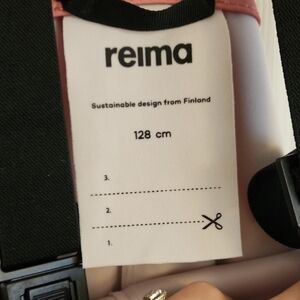 reima
Sustainable design from Finland
128 cm
3.
2.
1.